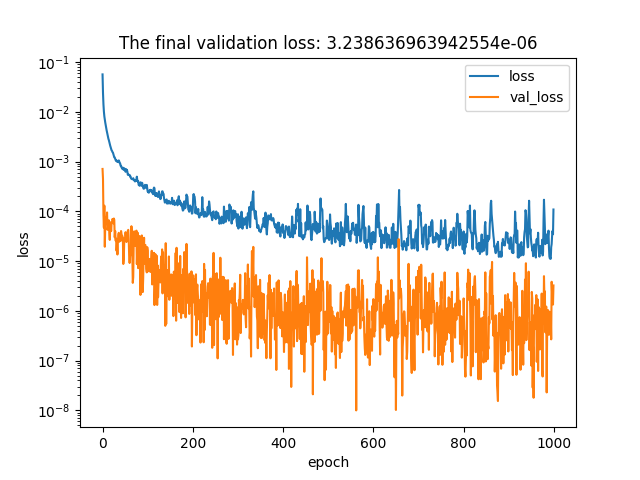 The final validation loss: 3.238636963942554e-06
loss
val_loss
10⁻¹
10⁻²
10⁻³
10⁻⁴
10⁻⁵
10⁻⁶
10⁻⁷
10⁻⁸
loss
0
200
400
600
800
1000
epoch